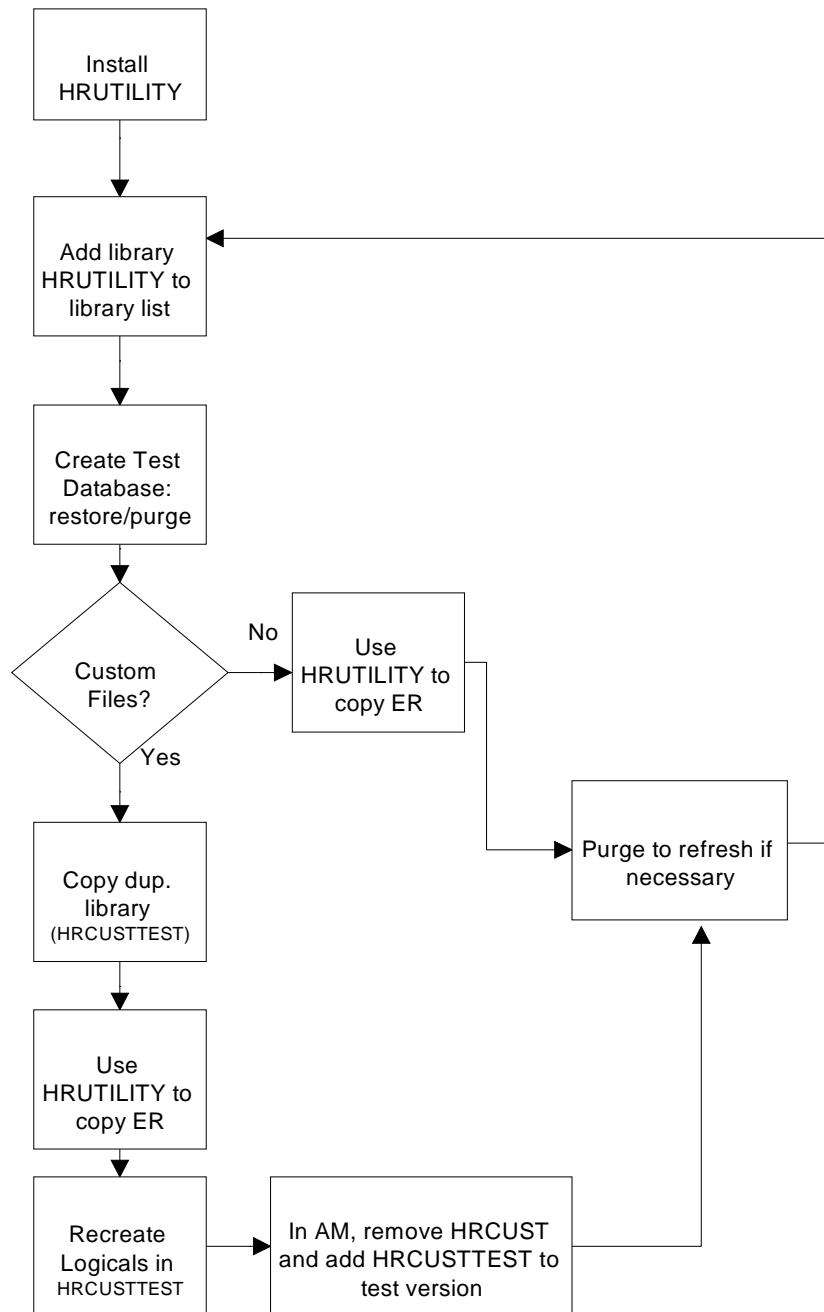 Install
HRUTILITY
Add library
HRUTILITY to
library list
Create Test
Database:
restore/purge
Custom
Files?
No
Use
HRUTILITY to
copy ER
Yes
Purge to refresh if
necessary
Copy dup.
library
(HRCUSTTEST)
Use
HRUTILITY to
copy ER
Recreate
Logicals in
HRCUSTTEST
In AM, remove HRCUST
and add HRCUSTTEST to
test version